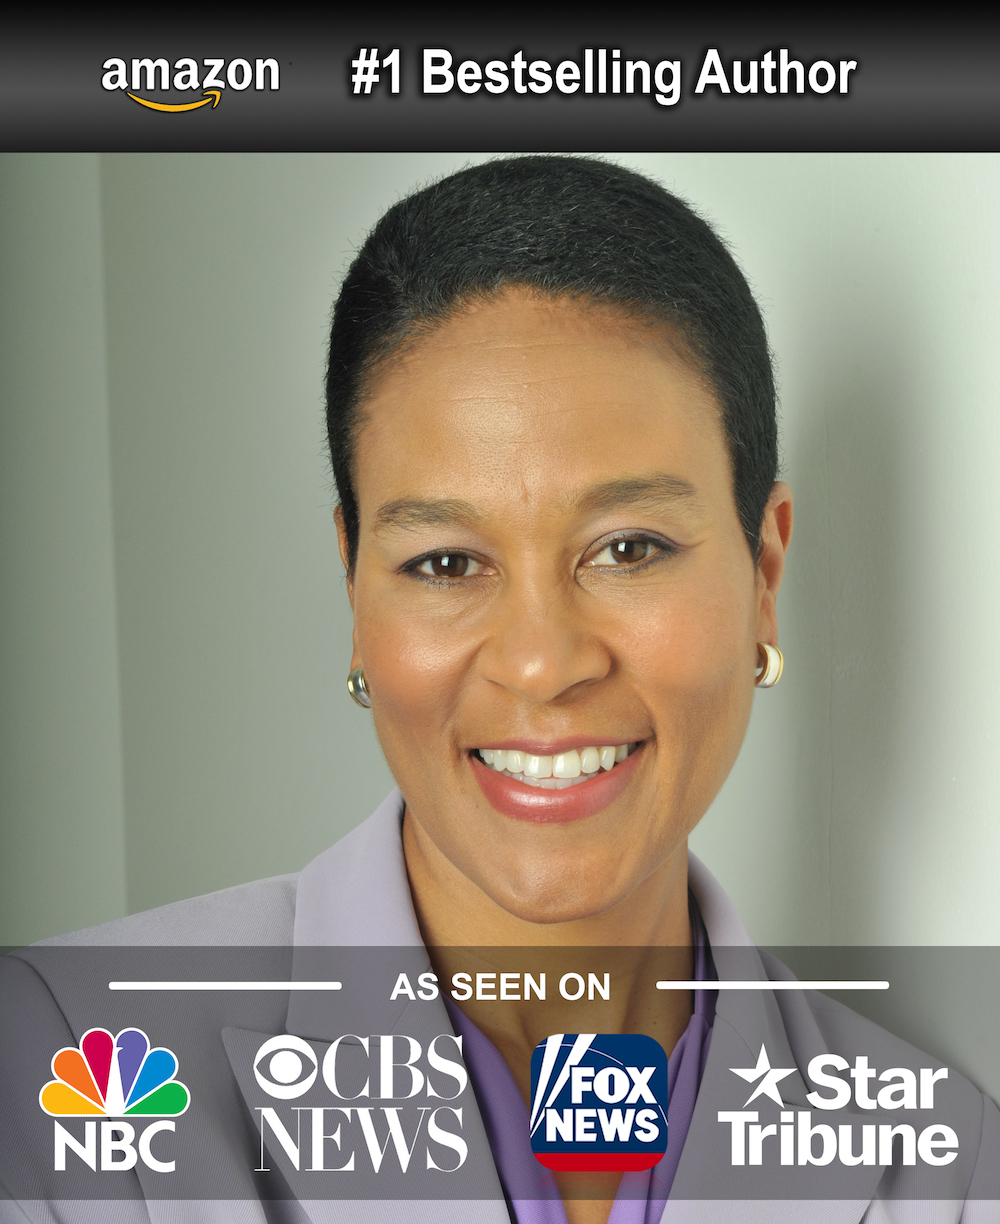 amazon #1 Bestselling Author
AS SEEN ON
NBC
CBS
NEWS
FOX
NEWS
Star
Tribune